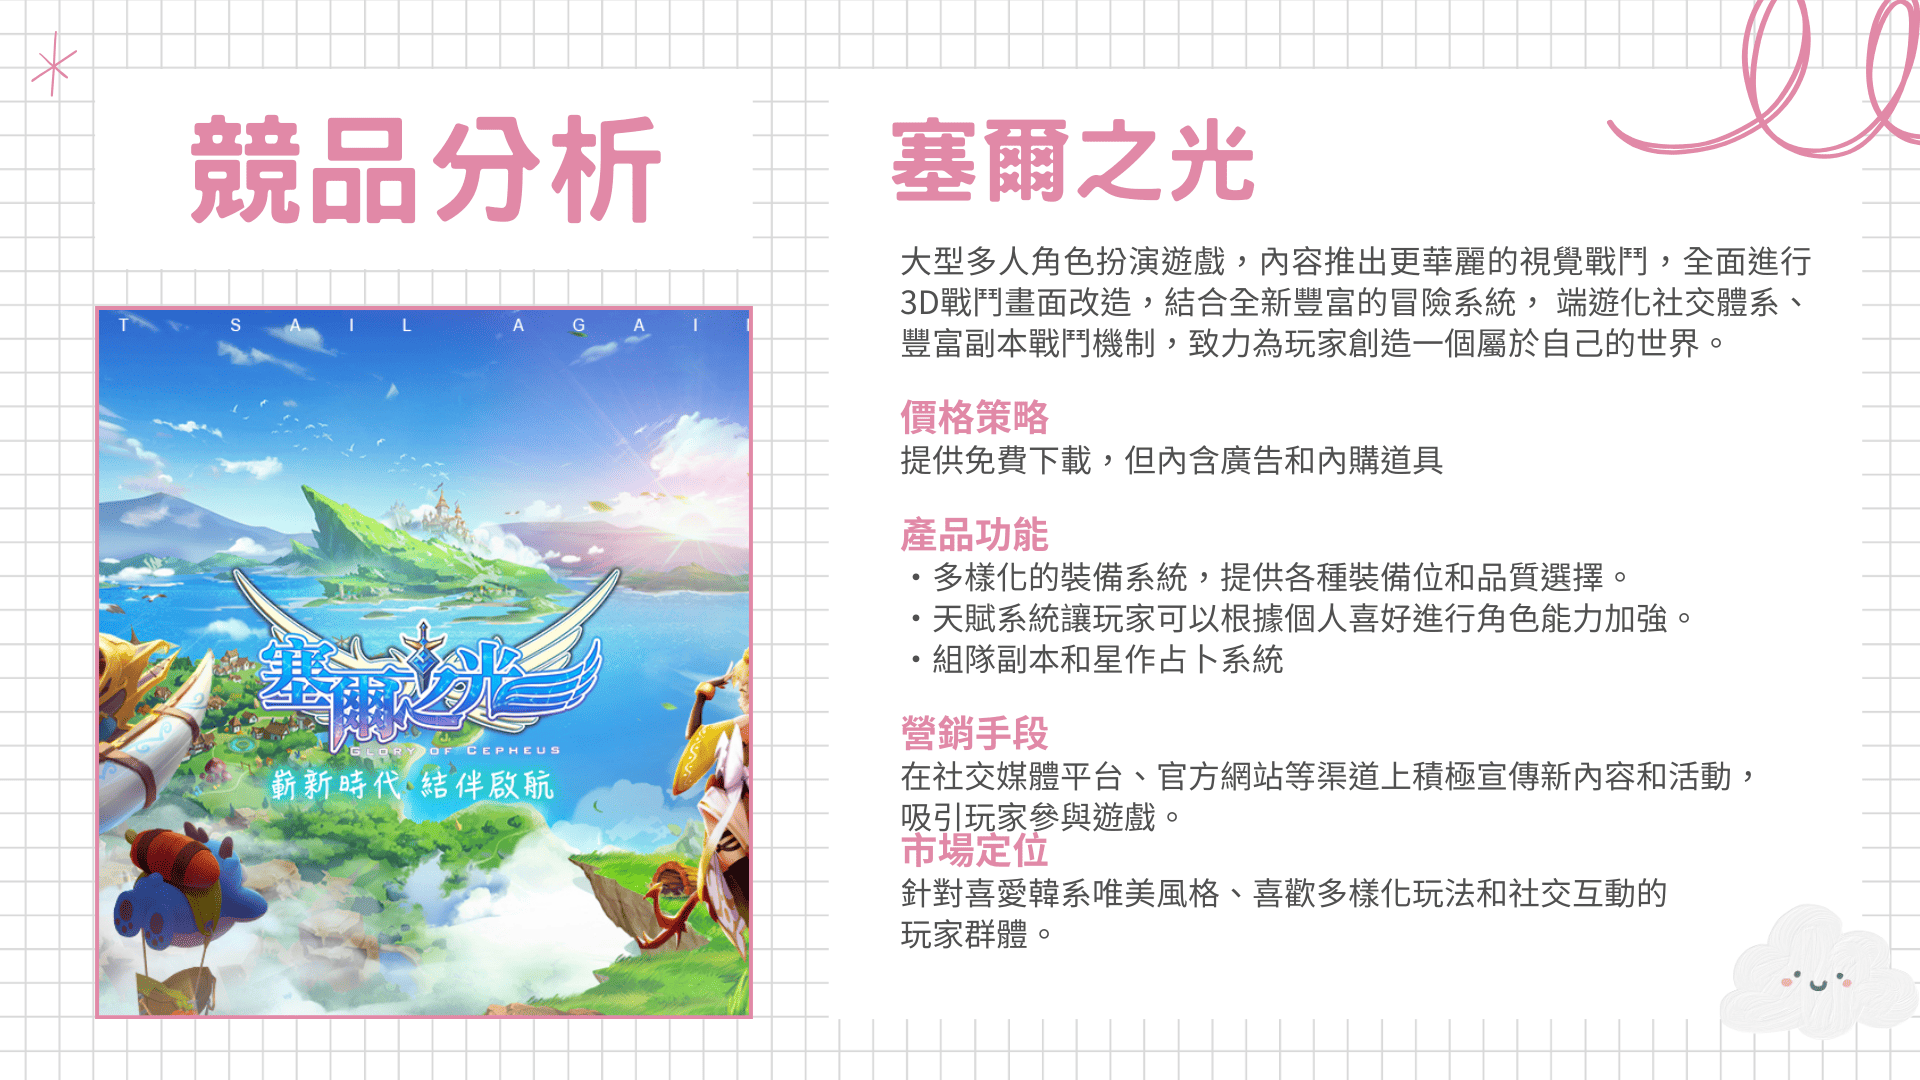 競品分析
T SAIL AGAI
塞爾之光
GLORY OF CEPHEUS
嶄新時代 結伴啟航
塞爾之光
大型多人角色扮演遊戲，內容推出更華麗的視覺戰鬥，全面進行
3D戰鬥畫面改造，結合全新豐富的冒險系統， 端遊化社交體系、
豐富副本戰鬥機制，致力為玩家創造一個屬於自己的世界。
價格策略
提供免費下載，但內含廣告和內購道具
產品功能
・多樣化的裝備系統，提供各種裝備位和品質選擇。
・天賦系統讓玩家可以根據個人喜好進行角色能力加強。
・組隊副本和星作占卜系統
營銷手段
在社交媒體平台、官方網站等渠道上積極宣傳新內容和活動，
吸引玩家參與遊戲。
市場定位
針對喜愛韓系唯美風格、喜歡多樣化玩法和社交互動的
玩家群體。